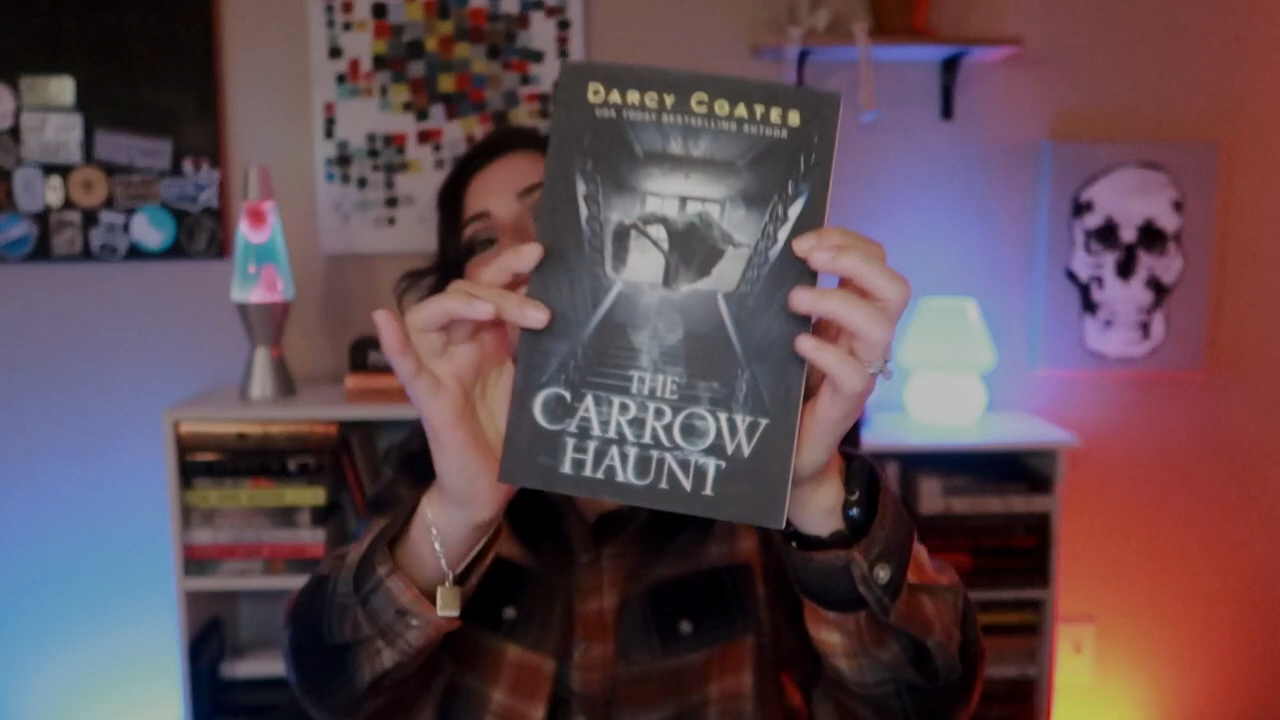 DARCY COATES
USA TODAY BESTSELLING AUTHOR
THE
CARROW
HAUNT